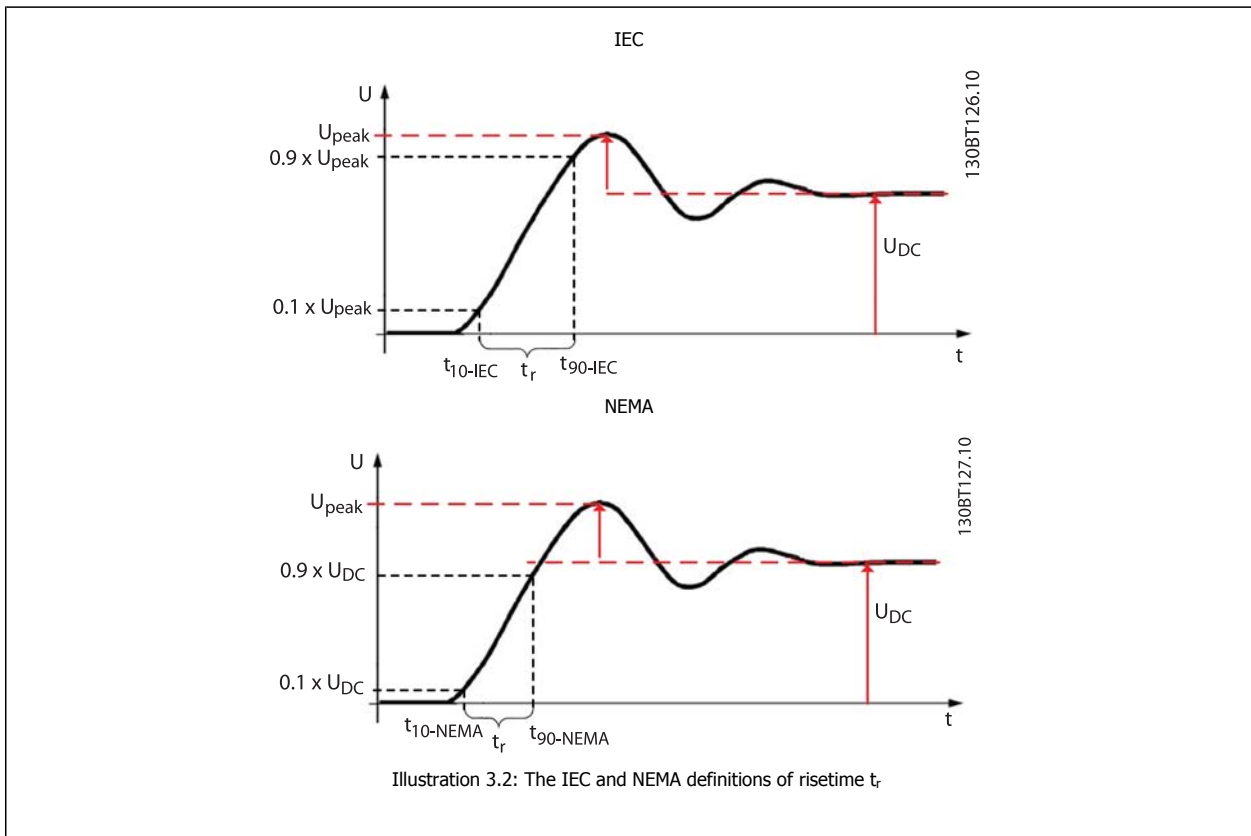 IEC
U
Upeak
0.9 x Upeak
0.1 x Upeak
UDC
t10-IEC
tr
t90-IEC
t
130BT126.10
NEMA
U
Upeak
0.9 x UDC
0.1 x UDC
UDC
t10-NEMA
tr
t90-NEMA
t
130BT127.10
Illustration 3.2: The IEC and NEMA definitions of risetime tr